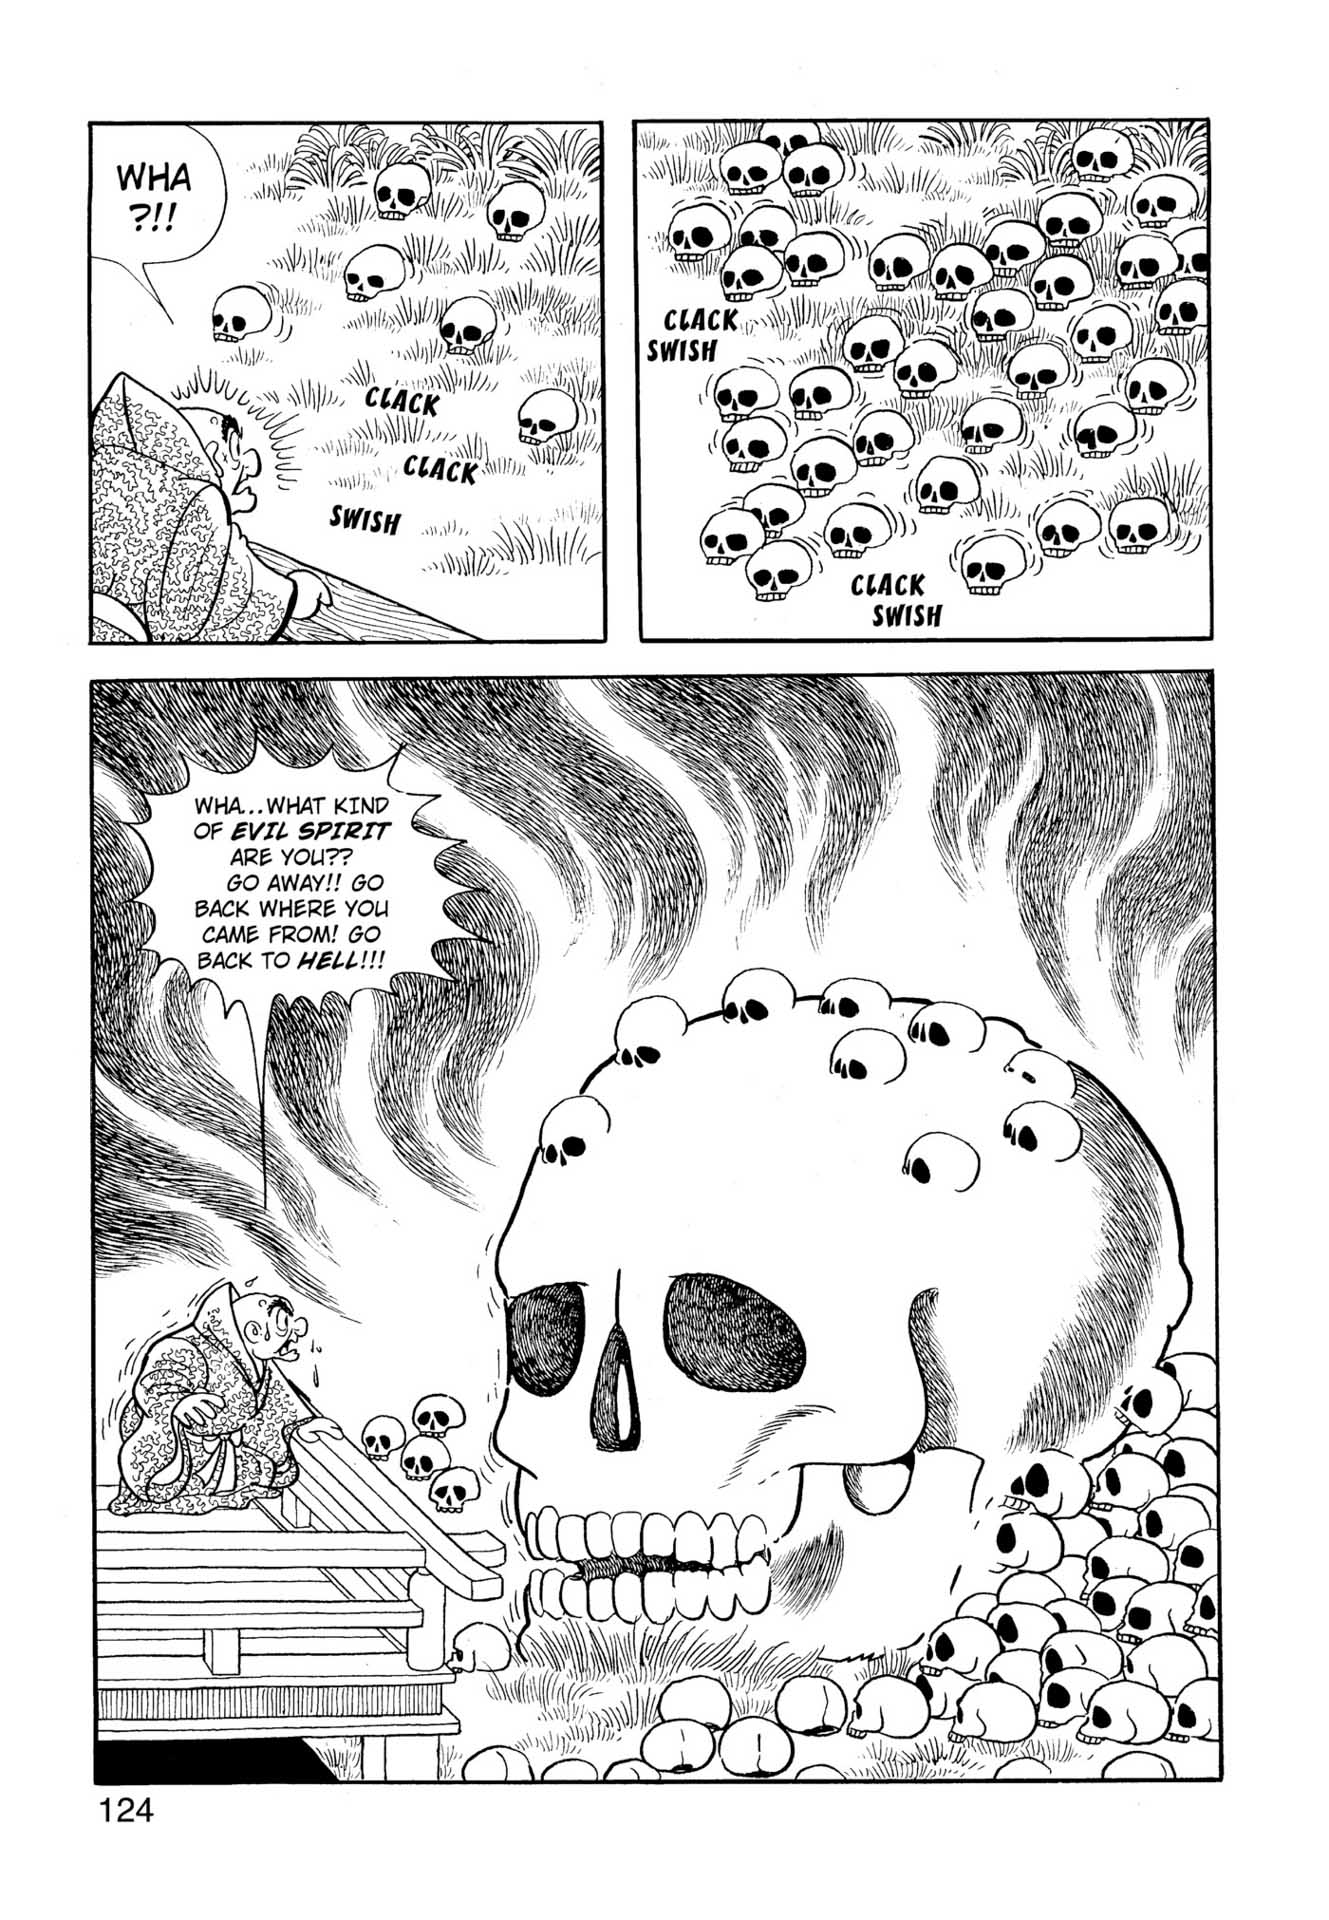 WHA
?!!
CLACK
CLACK
SWISH
CLACK
SWISH
CLACK
SWISH
WHA...WHAT KIND
OF EVIL SPIRIT
ARE YOU??
GO AWAY!! GO
BACK WHERE YOU
CAME FROM! GO
BACK TO HELL!!!
124